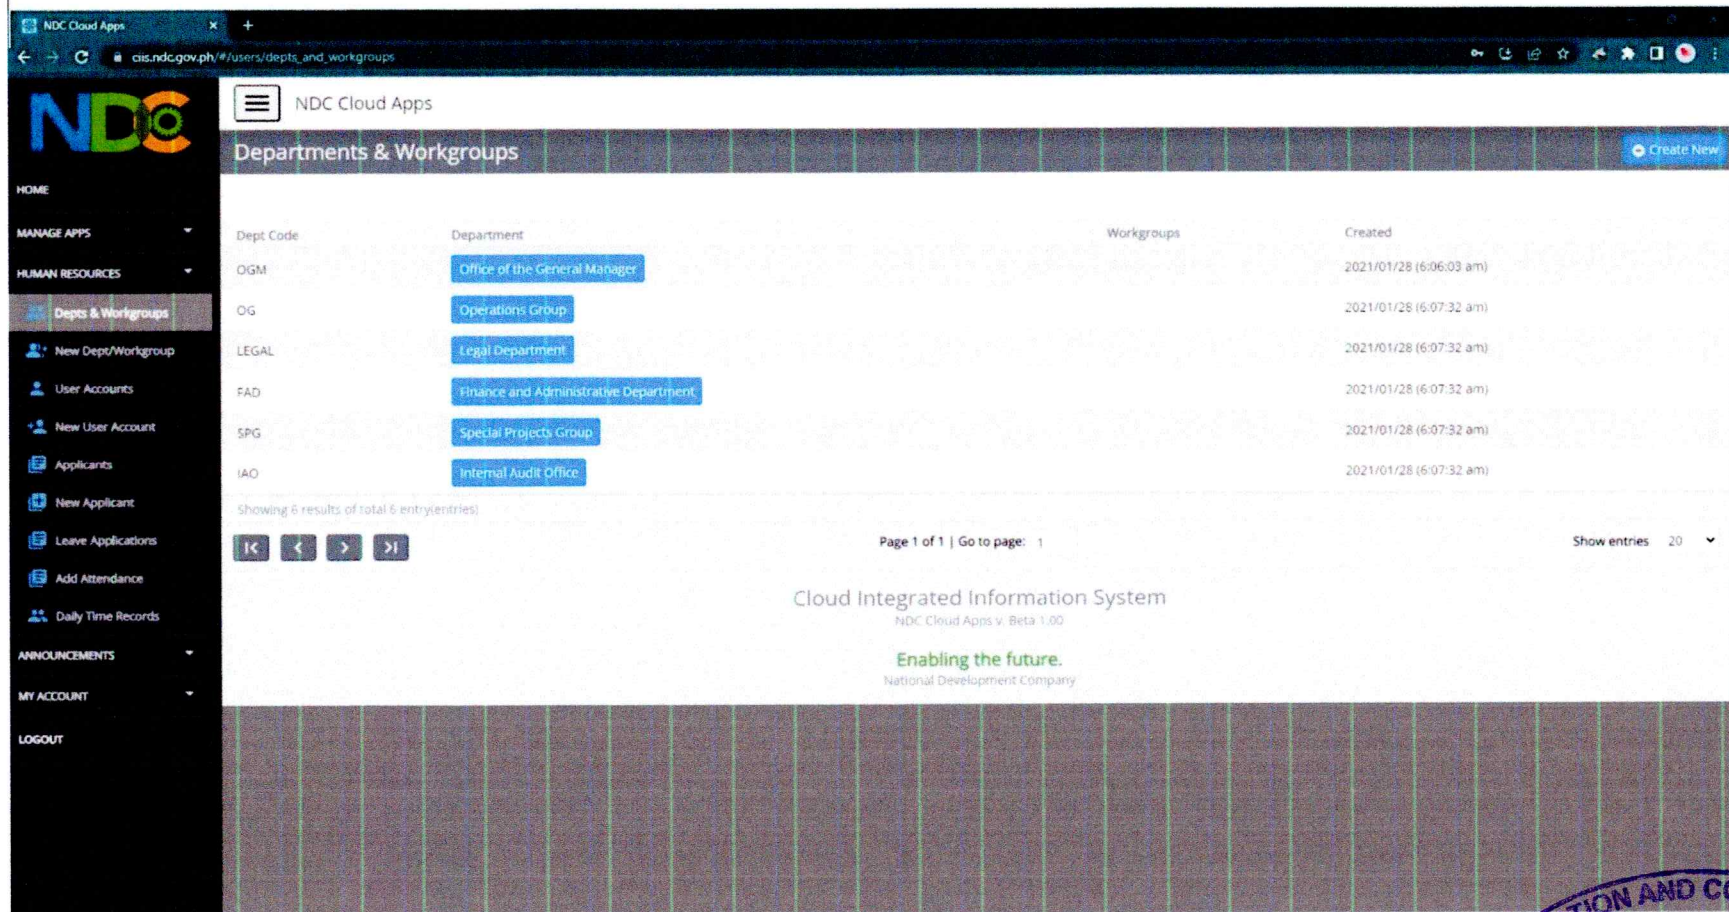 NDC Cloud Apps
ciis.ndc.gov.ph/#/users/depts_and_workgroups
NDC
NDC Cloud Apps
Departments & Workgroups
Create New
HOME
MANAGE APPS
HUMAN RESOURCES
Depts & Workgroups
New Dept/Workgroup
User Accounts
New User Account
Applicants
New Applicant
Leave Applications
Add Attendance
Daily Time Records
ANNOUNCEMENTS
MY ACCOUNT
LOGOUT
Dept Code Department Workgroups Created
OGM Office of the General Manager 2021/01/28 (6:06:03 am)
OG Operations Group 2021/01/28 (6:07:32 am)
LEGAL Legal Department 2021/01/28 (6:07:32 am)
FAD Finance and Administrative Department 2021/01/28 (6:07:32 am)
SPG Special Projects Group 2021/01/28 (6:07:32 am)
IAO Internal Audit Office 2021/01/28 (6:07:32 am)
Showing 6 results of total 6 entry(entries)
Page 1 of 1 | Go to page: 1
Show entries 20
Cloud Integrated Information System
NDC Cloud Apps v. Beta 1.00
Enabling the future.
National Development Company
AND